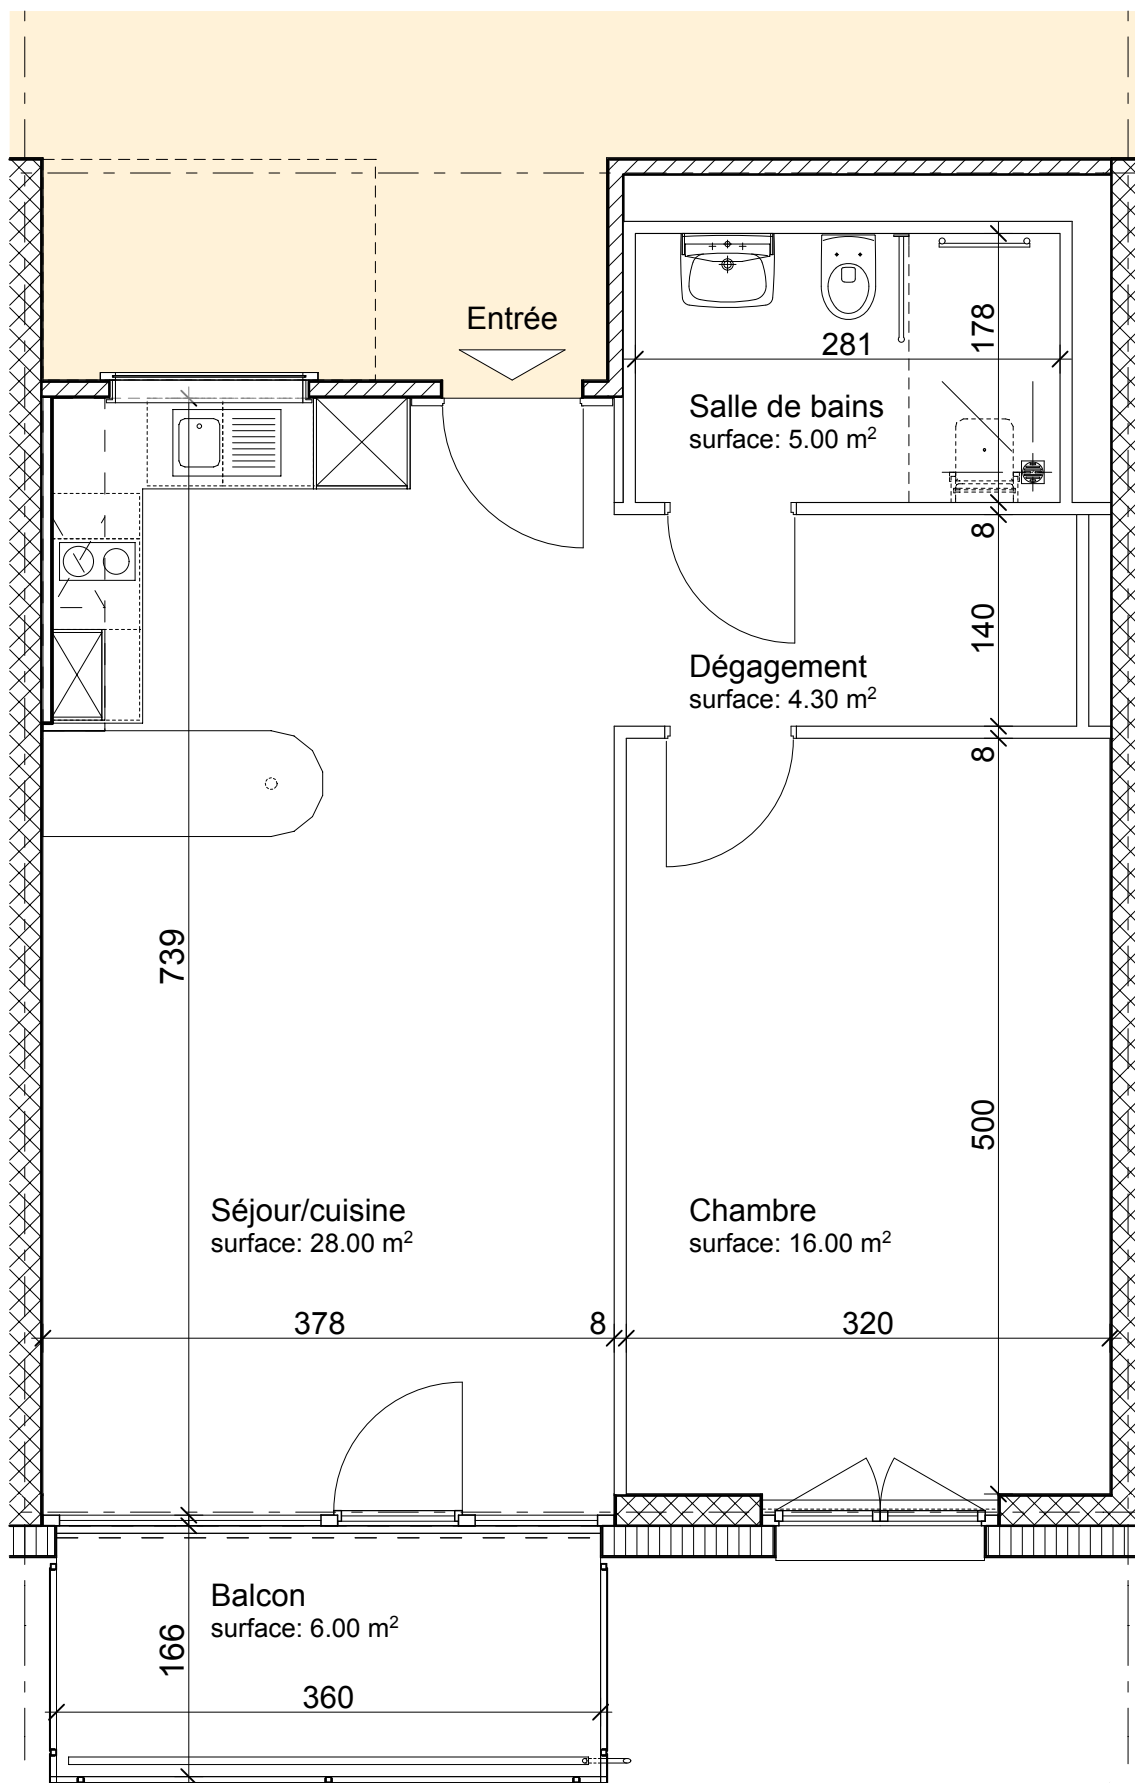 Entrée
178
281
Salle de bains
surface: 5.00 m²
8
140
Dégagement
surface: 4.30 m²
8
739
500
Séjour/cuisine
surface: 28.00 m²
Chambre
surface: 16.00 m²
378
8
320
Balcon
surface: 6.00 m²
166
360